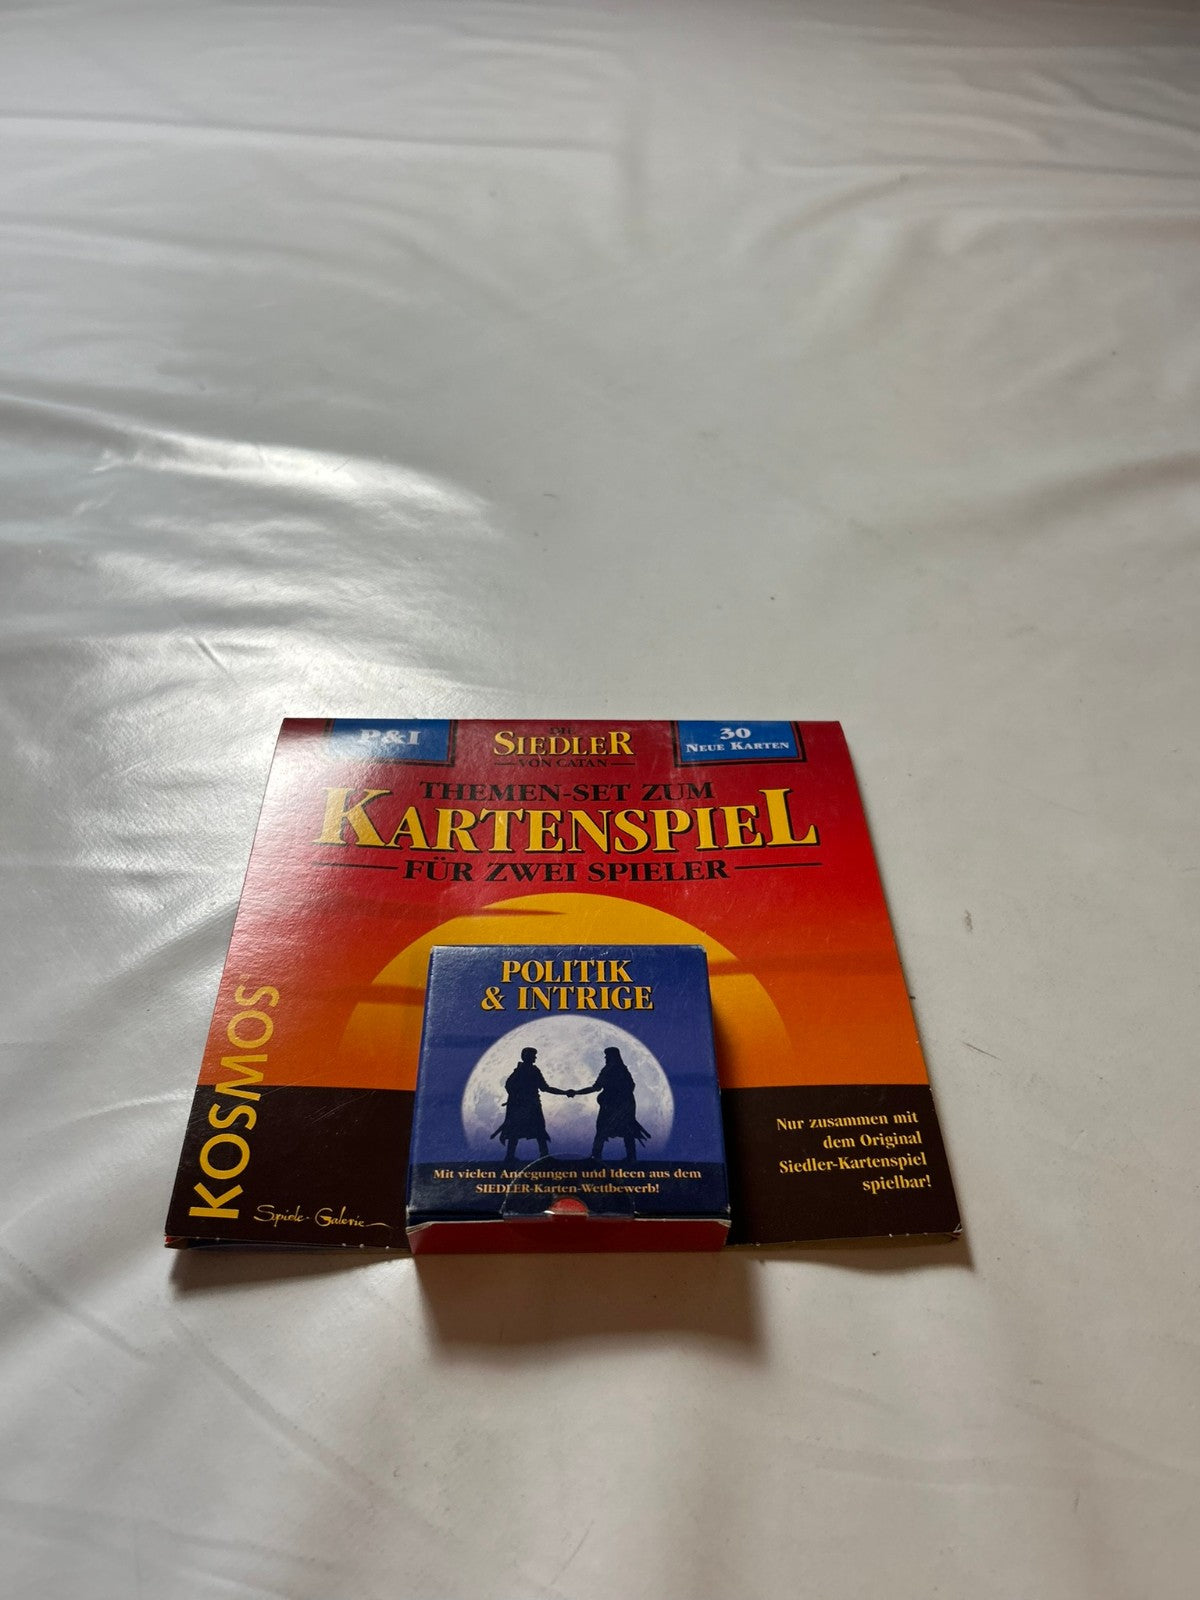 P&I
DIE
SIEDLER
VON CATAN
30
NEUE KARTEN
THEMEN-SET ZUM
KARTENSPIEL
FÜR ZWEI SPIELER
POLITIK
& INTRIGE
Mit vielen Anregungen und Ideen aus dem
SIEDLER-Karten-Wettbewerb!
KOSMOS
Spiele-Galerie
Nur zusammen mit
dem Original
Siedler-Kartenspiel
spielbar!